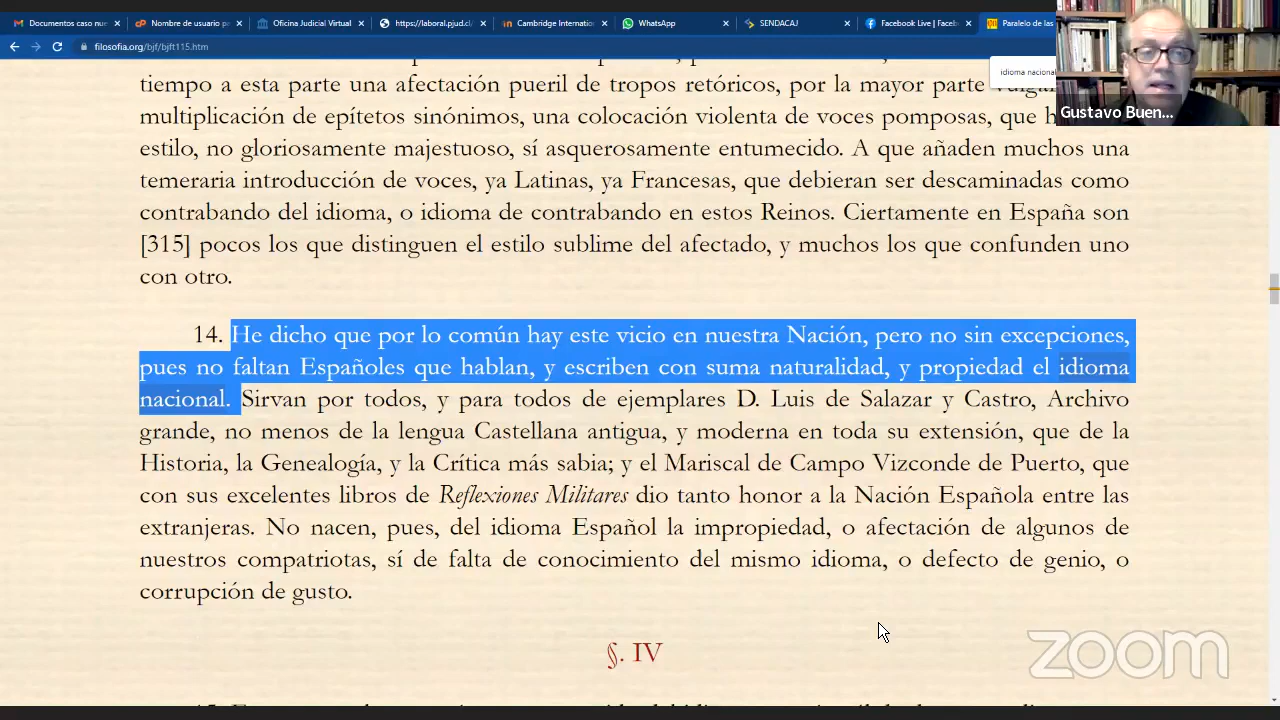 Documentos caso nue
Nombre de usuario p
Oficina Judicial Virtual
https://laboral.pjud.cl
Cambridge Internatio
WhatsApp
SENDACAJ
Facebook Live | Facebo
Paralelo de las
filosofia.org/bjf/bjft115.htm
idioma nacional
Gustavo Buen...
tiempo a esta parte una afectación pueril de tropos retóricos, por la mayor parte
multiplicación de epítetos sinónimos, una colocación violenta de voces pomposas, que
estilo, no gloriosamente majestuoso, sí asquerosamente entumecido. A que añaden muchos una
temeraria introducción de voces, ya Latinas, ya Francesas, que debieran ser descaminadas como
contrabando del idioma, o idioma de contrabando en estos Reinos. Ciertamente en España son
[315] pocos los que distinguen el estilo sublime del afectado, y muchos los que confunden uno
con otro.
14. He dicho que por lo común hay este vicio en nuestra Nación, pero no sin excepciones,
pues no faltan Españoles que hablan, y escriben con suma naturalidad, y propiedad el idioma
nacional. Sirvan por todos, y para todos de ejemplares D. Luis de Salazar y Castro, Archivo
grande, no menos de la lengua Castellana antigua, y moderna en toda su extensión, que de la
Historia, la Genealogía, y la Crítica más sabia; y el Mariscal de Campo Vizconde de Puerto, que
con sus excelentes libros de Reflexiones Militares dio tanto honor a la Nación Española entre las
extranjeras. No nacen, pues, del idioma Español la impropiedad, o afectación de algunos de
nuestros compatriotas, sí de falta de conocimiento del mismo idioma, o defecto de genio, o
corrupción de gusto.
§. IV
zoom